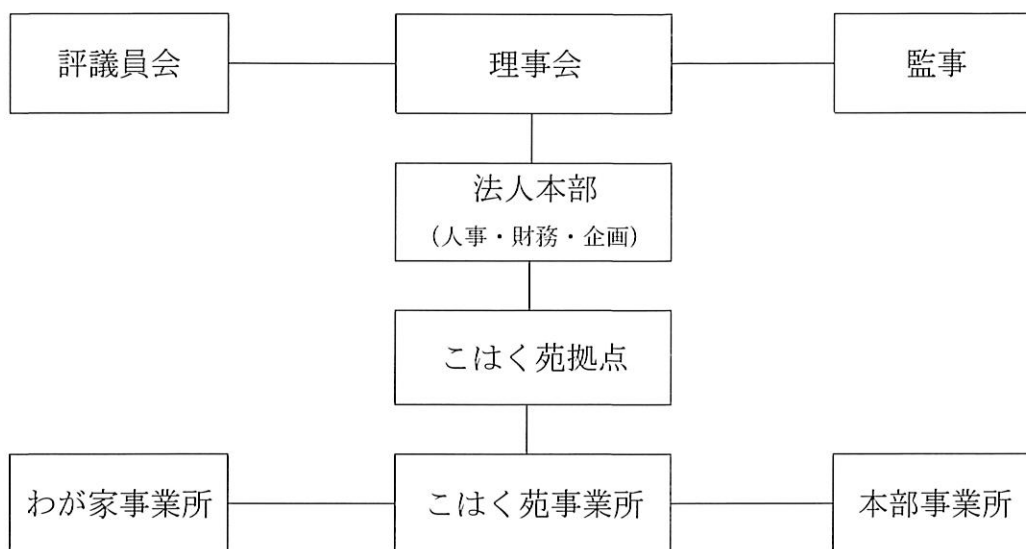 評議員会
理事会
監事
法人本部
(人事・財務・企画)
こはく苑拠点
わが家事業所
こはく苑事業所
本部事業所